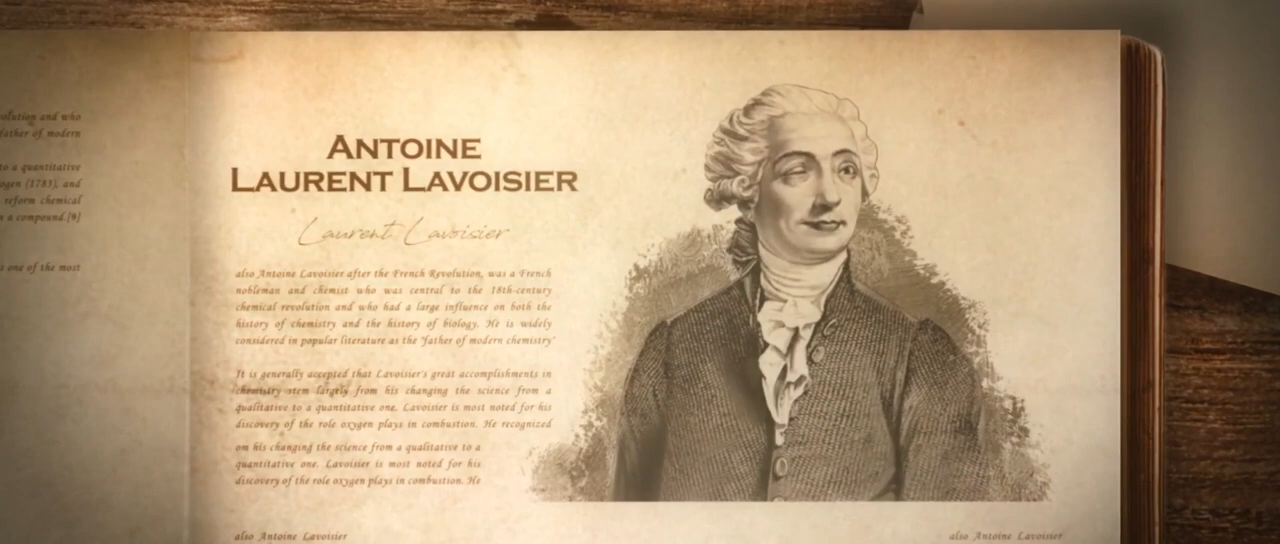 olution and who
father of modern
to a quantitative
ogen (1783), and
reform chemical
n a compound.[9]
s one of the most
ANTOINE
LAURENT LAVOISIER
Laurent Lavoisier
also Antoine Lavoisier after the French Revolution, was a French
nobleman and chemist who was central to the 18th-century
chemical revolution and who had a large influence on both the
history of chemistry and the history of biology. He is widely
considered in popular literature as the "father of modern chemistry"
It is generally accepted that Lavoisier's great accomplishments in
chemistry stem largely from his changing the science from a
qualitative to a quantitative one. Lavoisier is most noted for his
discovery of the role oxygen plays in combustion. He recognized
om his changing the science from a qualitative to a
quantitative one. Lavoisier is most noted for his
discovery of the role oxygen plays in combustion. He
also Antoine Lavoisier
also Antoine Lavoisier